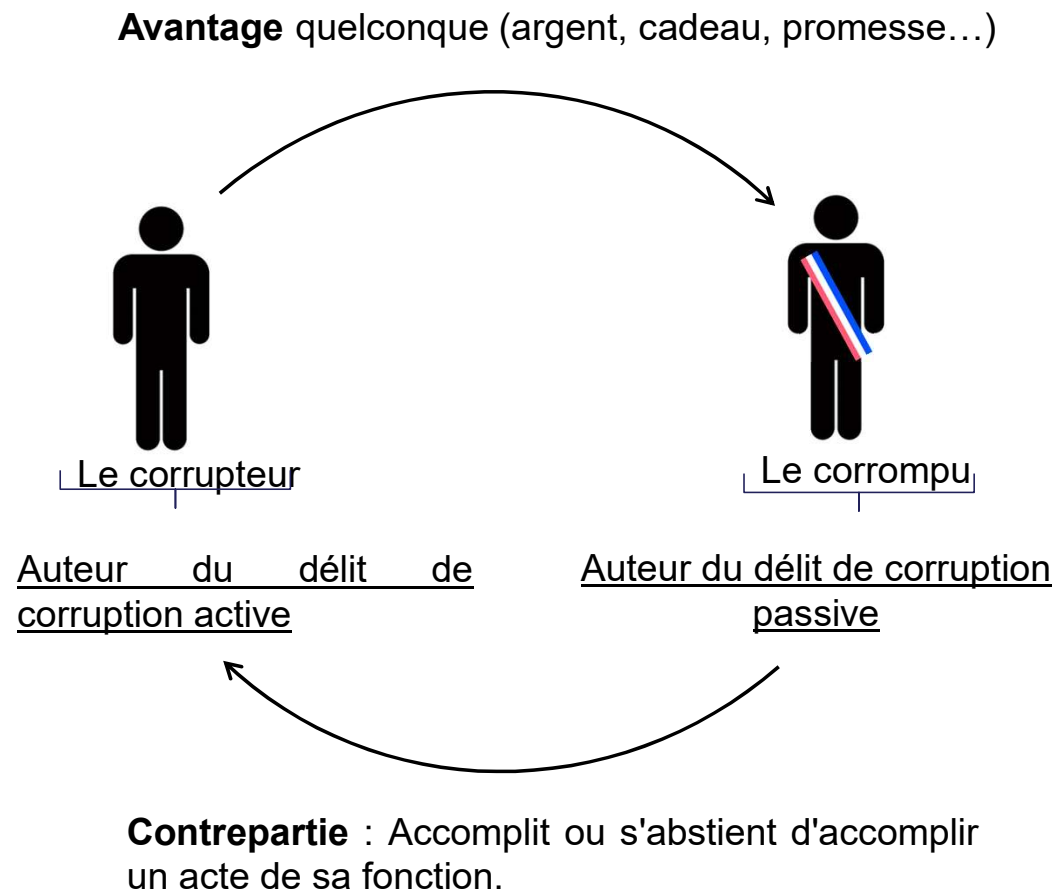 Avantage quelconque (argent, cadeau, promesse…)
Le corrupteur
Le corrompu
Auteur du délit de
corruption active
Auteur du délit de corruption
passive
Contrepartie : Accomplit ou s'abstient d'accomplir
un acte de sa fonction.